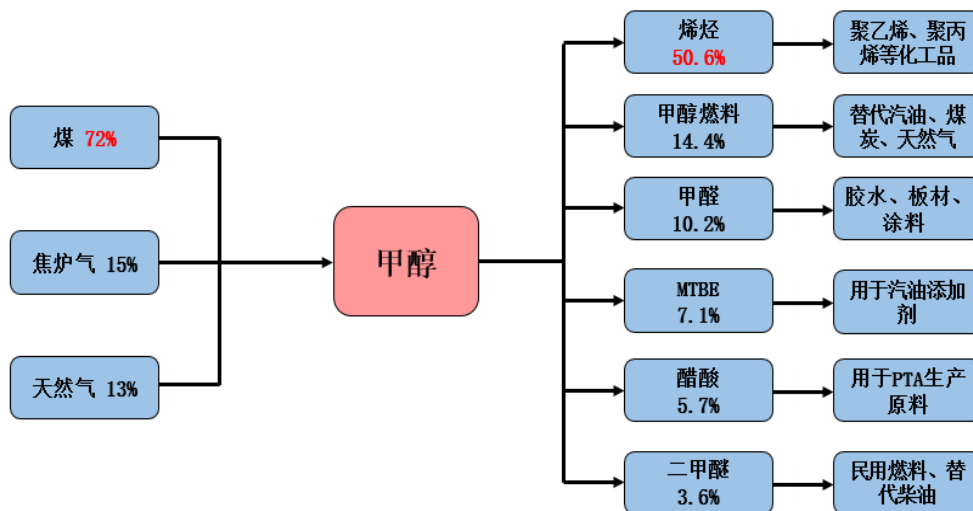 煤 72%
焦炉气 15%
天然气 13%
甲醇
烯烃
50.6%
聚乙烯、聚丙
烯等化工品
甲醇燃料
14.4%
替代汽油、煤
炭、天然气
甲醛
10.2%
胶水、板材、
涂料
MTBE
7.1%
用于汽油添加
剂
醋酸
5.7%
用于PTA生产
原料
二甲醚
3.6%
民用燃料、替
代柴油